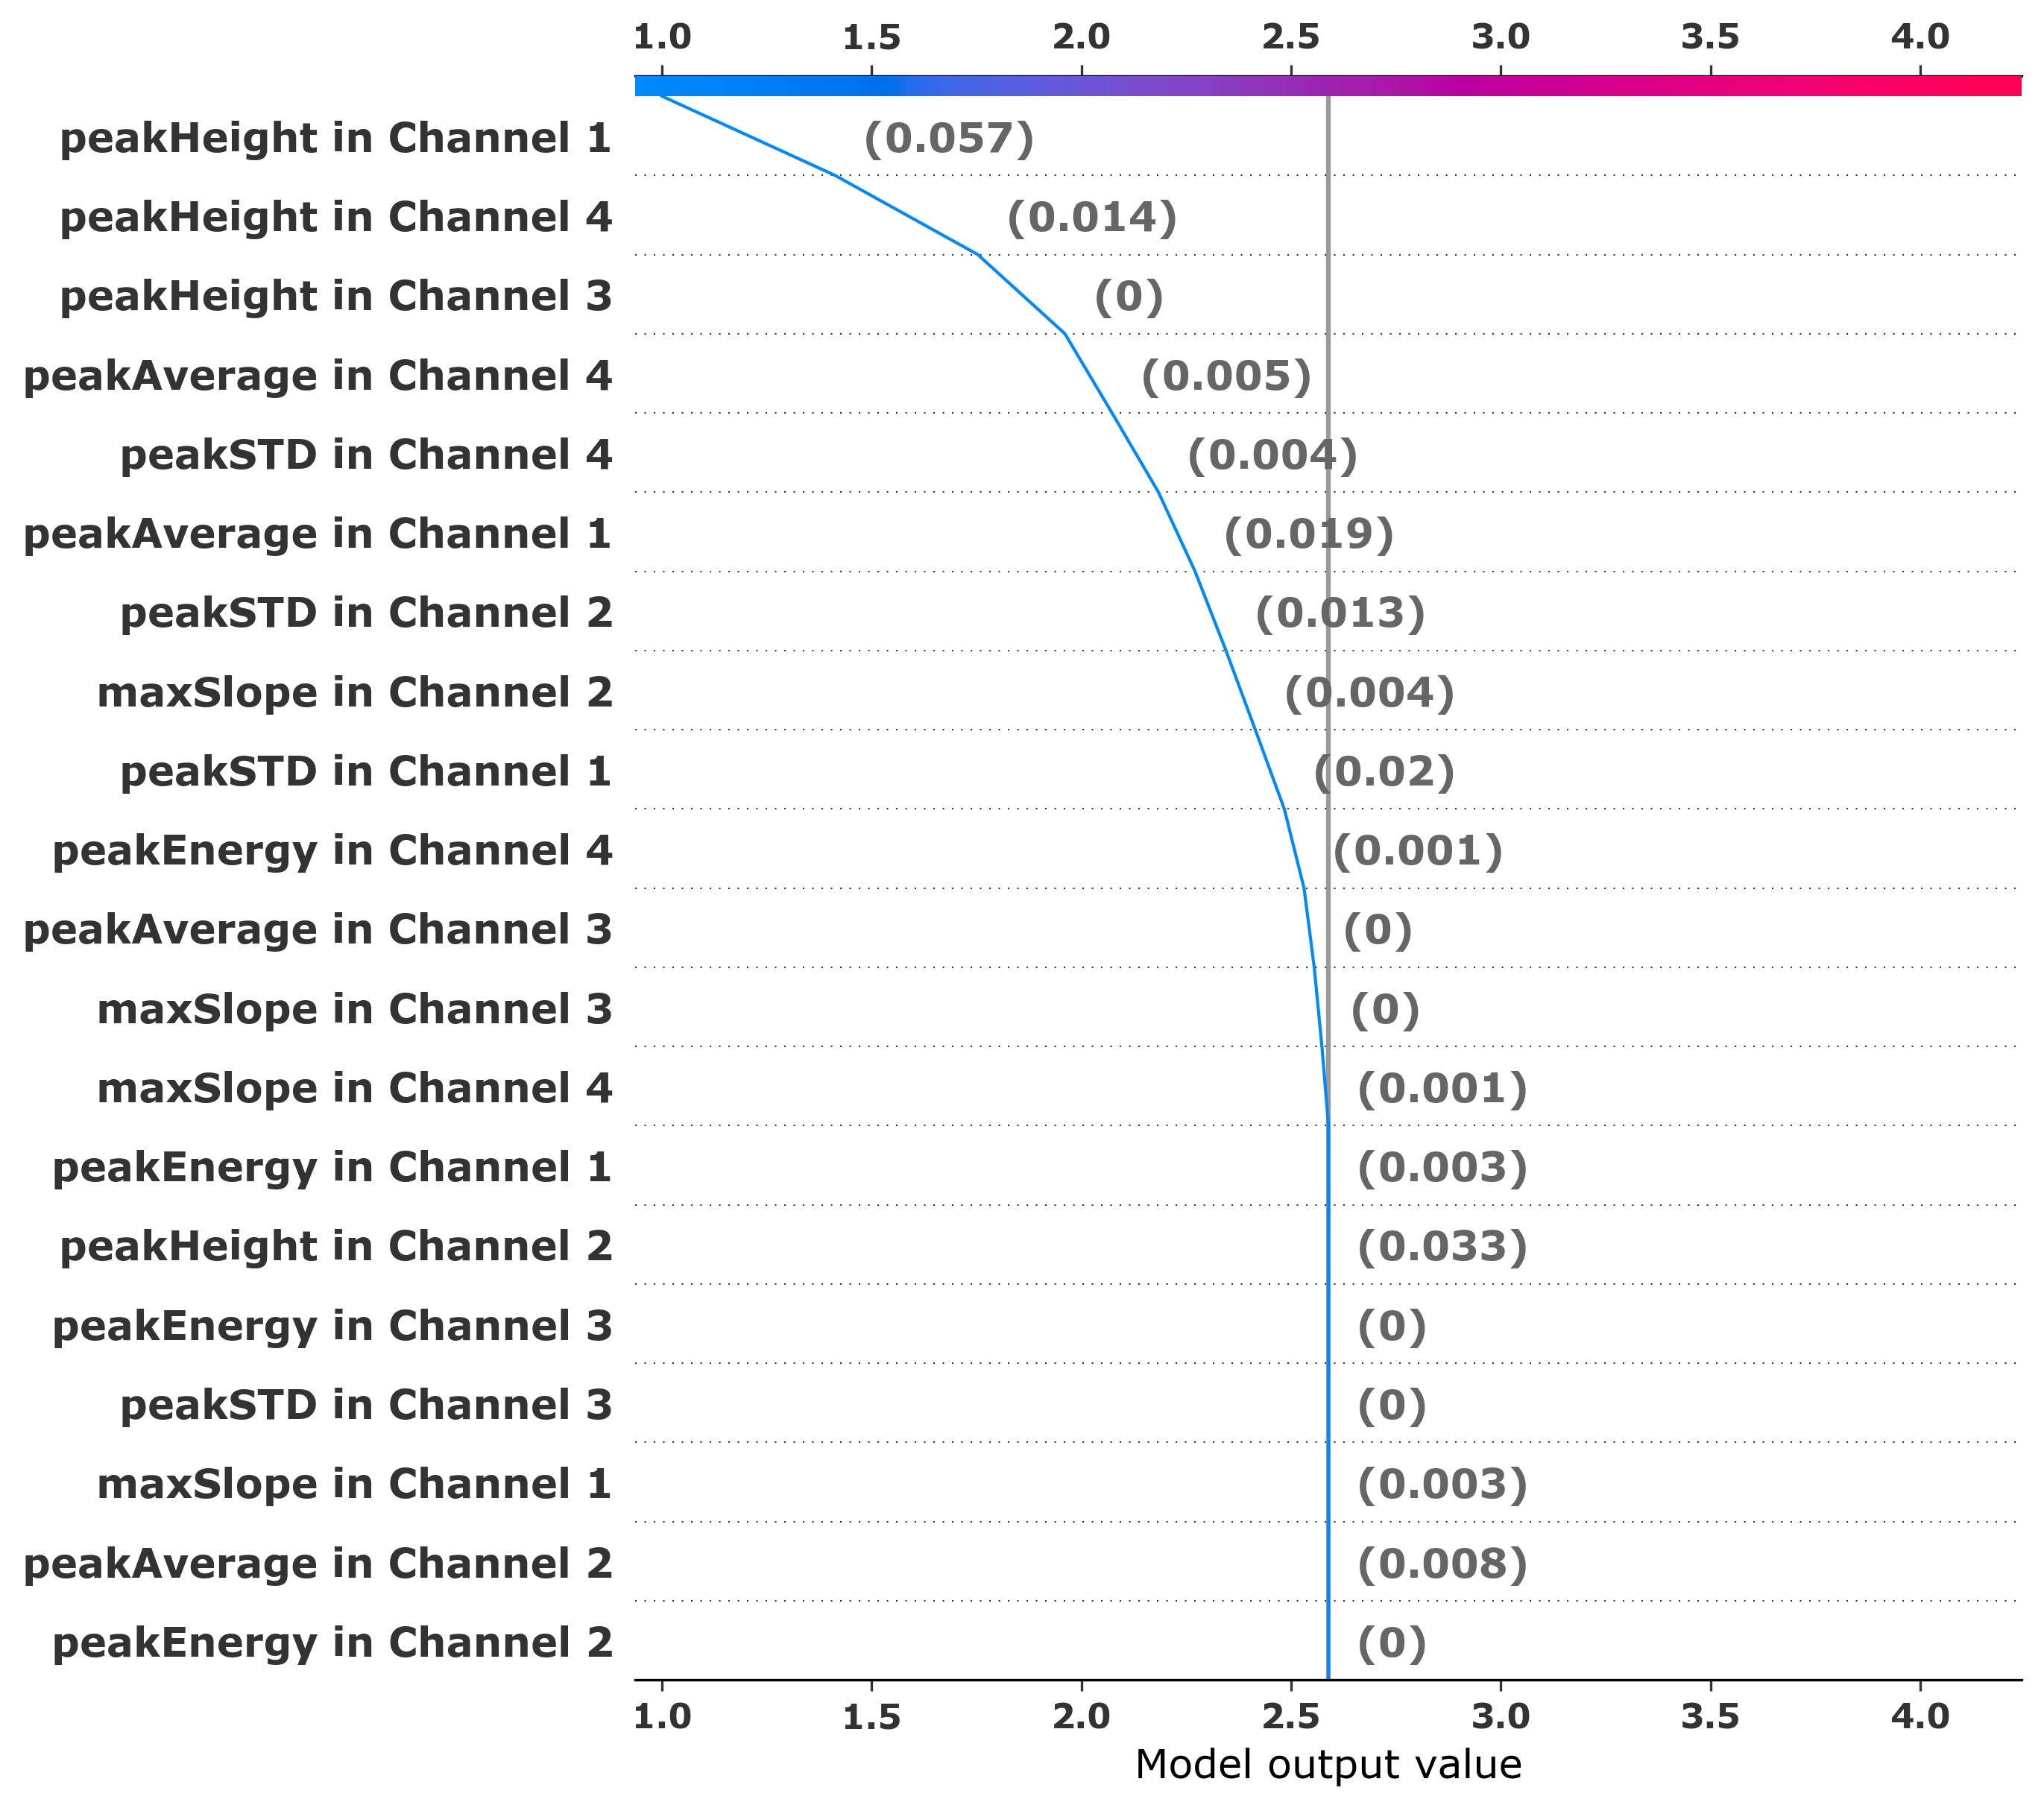 1.0 1.5 2.0 2.5 3.0 3.5 4.0
peakHeight in Channel 1 (0.057)
peakHeight in Channel 4 (0.014)
peakHeight in Channel 3 (0)
peakAverage in Channel 4 (0.005)
peakSTD in Channel 4 (0.004)
peakAverage in Channel 1 (0.019)
peakSTD in Channel 2 (0.013)
maxSlope in Channel 2 (0.004)
peakSTD in Channel 1 (0.02)
peakEnergy in Channel 4 (0.001)
peakAverage in Channel 3 (0)
maxSlope in Channel 3 (0)
maxSlope in Channel 4 (0.001)
peakEnergy in Channel 1 (0.003)
peakHeight in Channel 2 (0.033)
peakEnergy in Channel 3 (0)
peakSTD in Channel 3 (0)
maxSlope in Channel 1 (0.003)
peakAverage in Channel 2 (0.008)
peakEnergy in Channel 2 (0)
1.0 1.5 2.0 2.5 3.0 3.5 4.0
Model output value